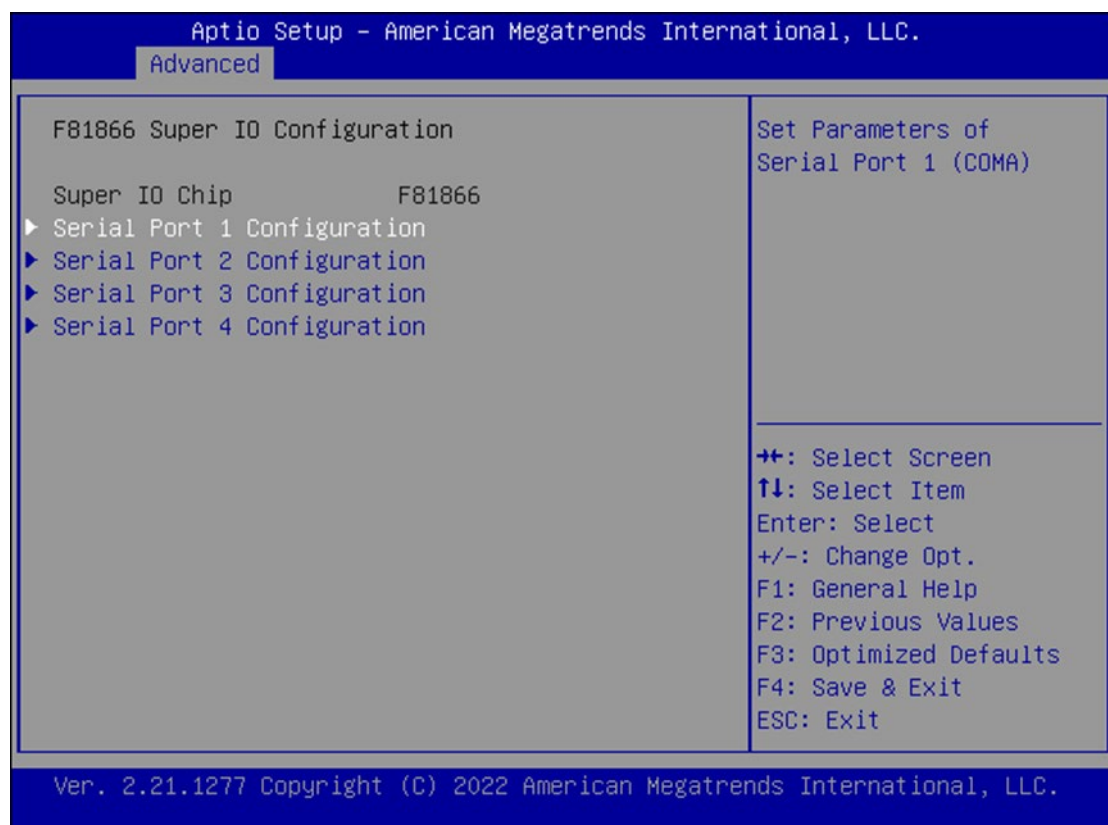 Aptio Setup – American Megatrends International, LLC.
Advanced
F81866 Super IO Configuration
Super IO Chip F81866
Serial Port 1 Configuration
Serial Port 2 Configuration
Serial Port 3 Configuration
Serial Port 4 Configuration
Set Parameters of
Serial Port 1 (COMA)
→←: Select Screen
↑↓: Select Item
Enter: Select
+/-: Change Opt.
F1: General Help
F2: Previous Values
F3: Optimized Defaults
F4: Save & Exit
ESC: Exit
Ver. 2.21.1277 Copyright (C) 2022 American Megatrends International, LLC.